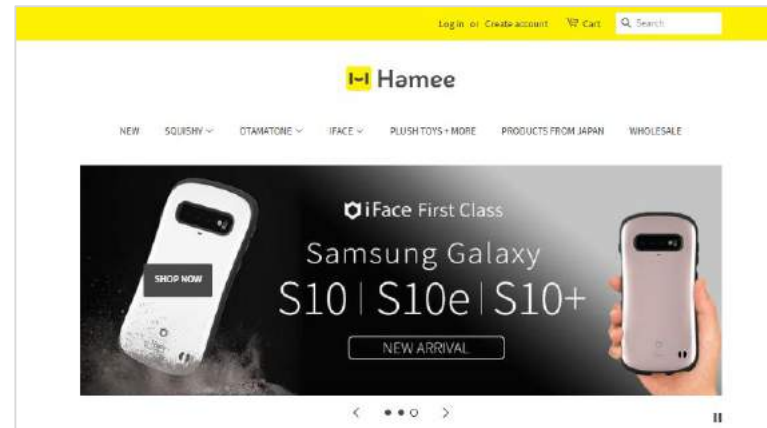 Log in or Create account Cart Search
Hamee
NEW SQUISHY OTAMATONE IFACE PLUSH TOYS + MORE PRODUCTS FROM JAPAN WHOLESALE
iFace First Class
Samsung Galaxy
SHOP NOW
S10 | S10e | S10+
NEW ARRIVAL